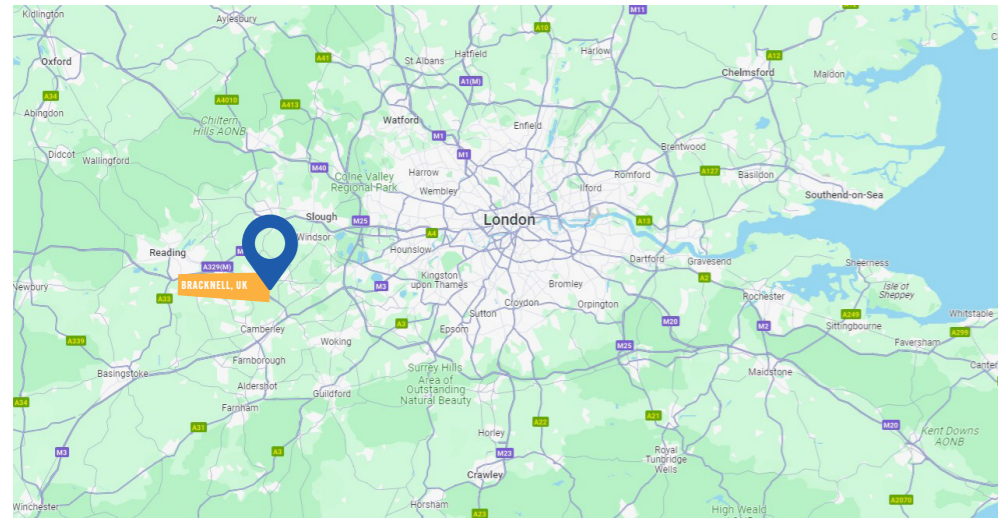 Kidlington
Aylesbury
M11
A10
A12
Oxford
A41
St Albans
Hatfield
Harlow
A1(M)
Chelmsford
Maldon
A34
Abingdon
A4010
A413
Chiltern
Hills AONB
Watford
Enfield
M1
M1
Brentwood
Didcot
Wallingford
M40
Harrow
Colne Valley
Regional Park
Wembley
Ilford
Romford
A127
Basildon
Southend-on-Sea
Slough
M25
London
A13
Windsor
A4
Hounslow
Reading
A329(M)
Dartford
Gravesend
Sheerness
BRACKNELL, UK
Newbury
A33
M3
Kingston
upon Thames
Bromley
A2
Isle of
Sheppey
Rochester
Croydon
Orpington
Sutton
Camberley
A3
Epsom
M20
M2
A249
Sittingbourne
Whitstable
A299
Faversham
A339
Woking
M25
Farnborough
Basingstoke
Surrey Hills
Area of
Outstanding
Natural Beauty
Maidstone
Canter
Aldershot
Guildford
A34
Farnham
A31
A22
A21
M20
Kent Downs
AONB
Horley
M3
A3
M23
Royal
Tunbridge
Wells
Crawley
Winchester
Horsham
A23
High Weald
A2070